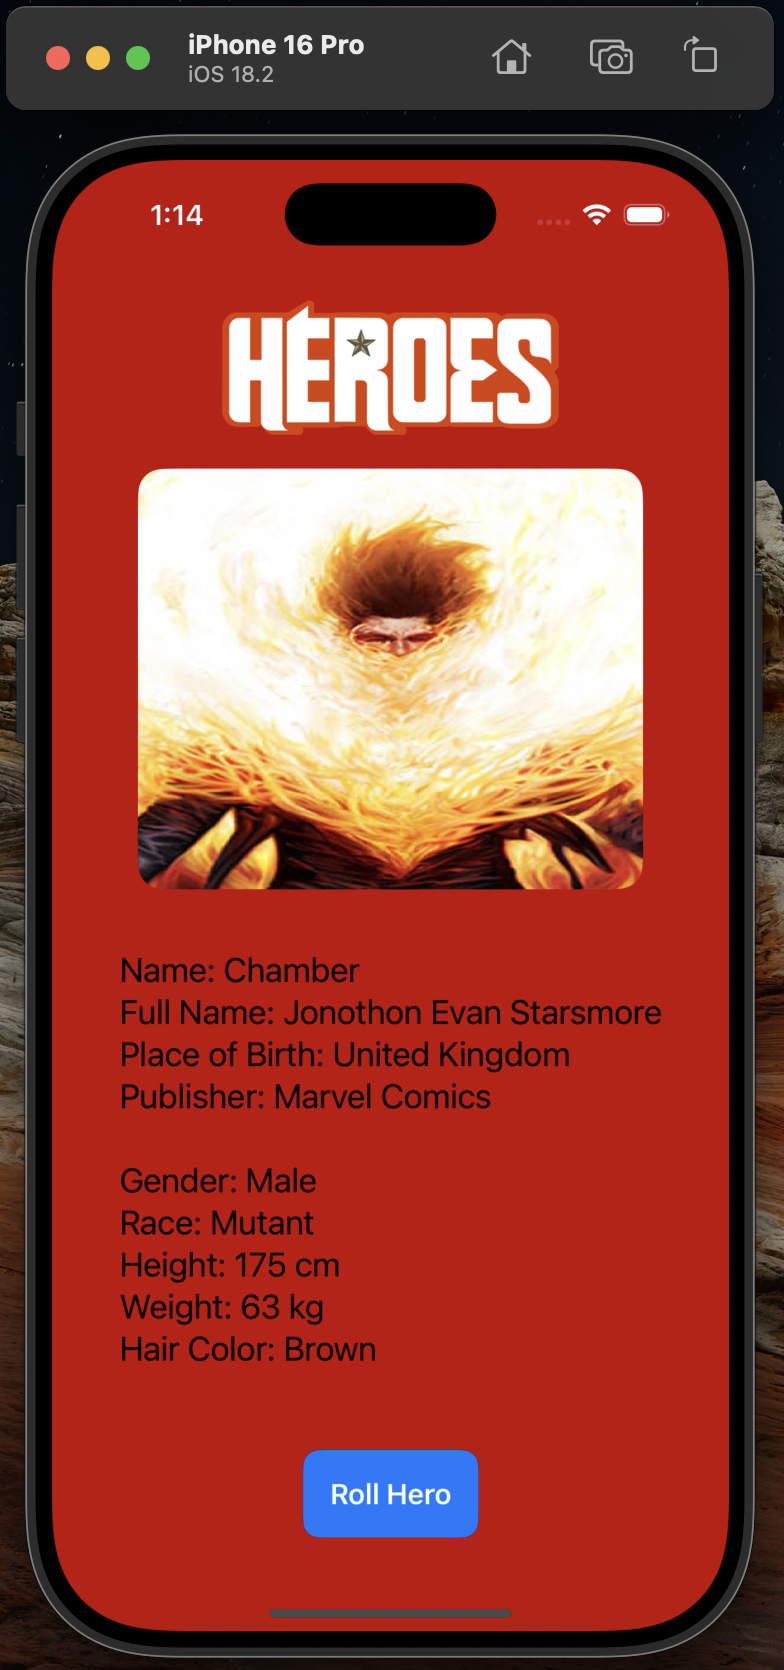 iPhone 16 Pro
iOS 18.2
1:14
HEROES
Name: Chamber
Full Name: Jonothon Evan Starsmore
Place of Birth: United Kingdom
Publisher: Marvel Comics
Gender: Male
Race: Mutant
Height: 175 cm
Weight: 63 kg
Hair Color: Brown
Roll Hero